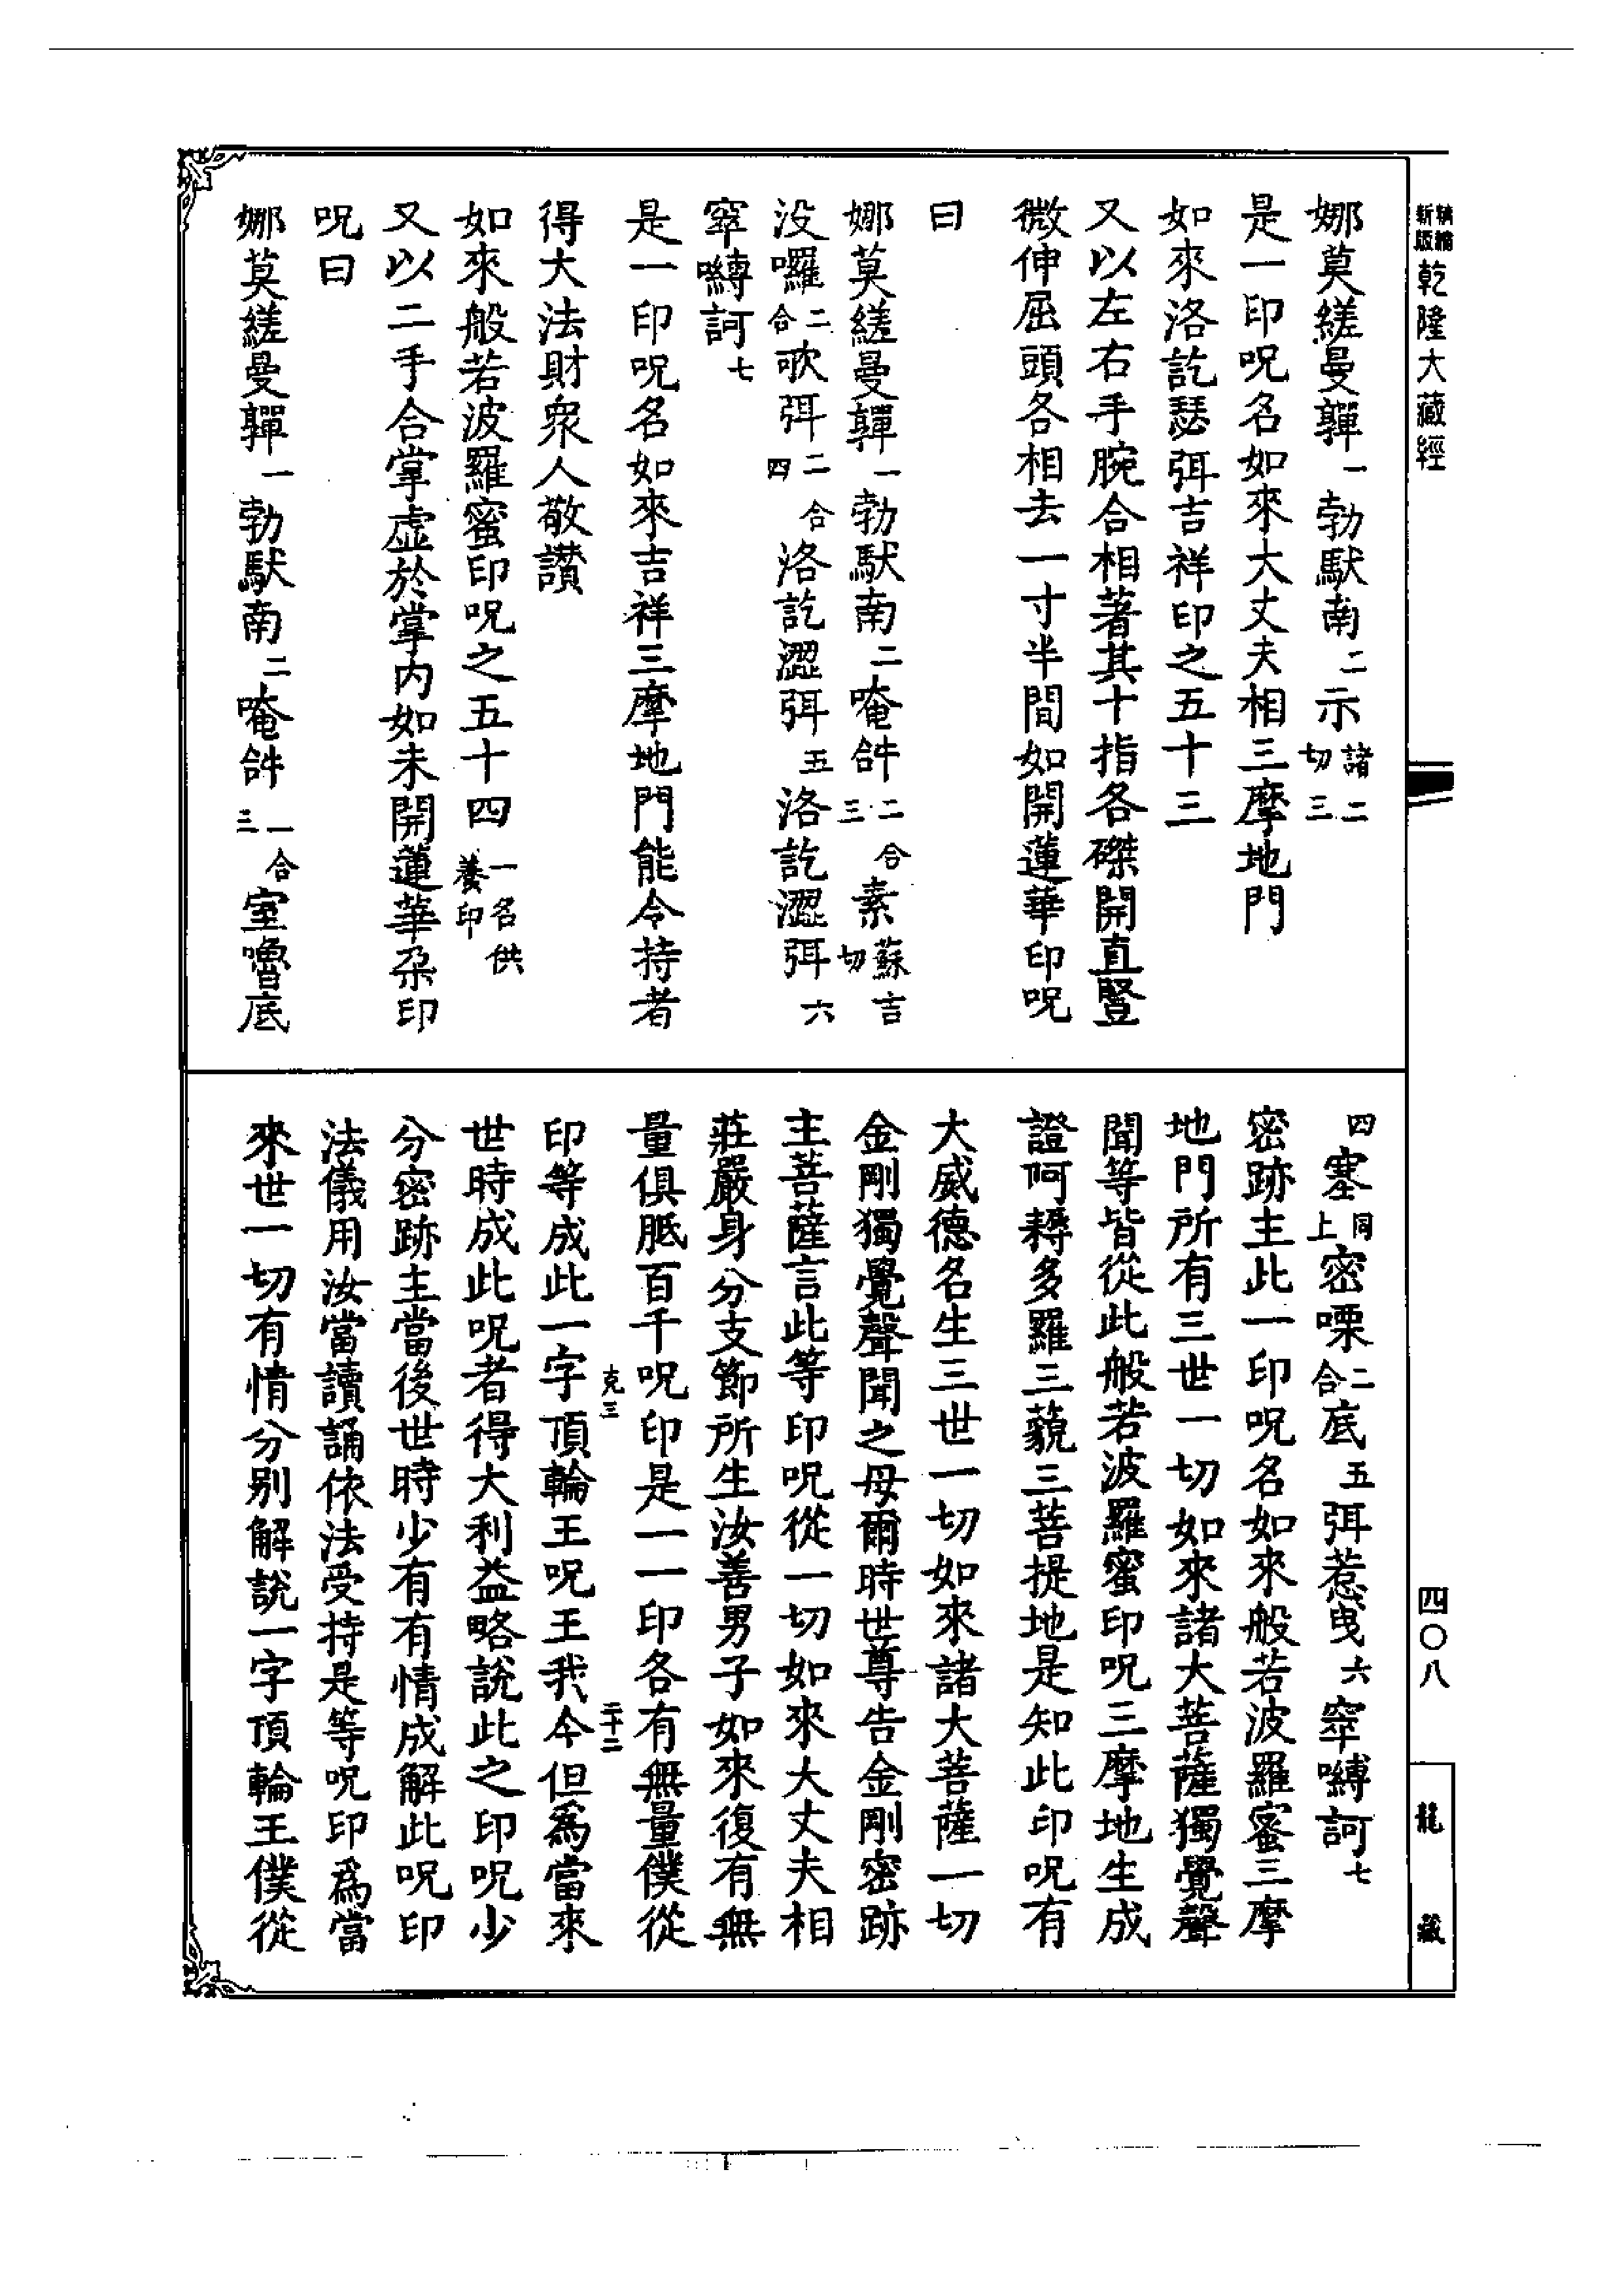 精縮新版乾隆大藏經
娜莫縒曼䫂一勃馱南二示諸二切三
是一印呪名如來大丈夫相三摩地門
如來洛訖瑟弭吉祥印之五十三
又以左右手腕合相著其十指各磔開直豎
微伸屈頭各相去一寸半間如開蓮華印呪
曰
娜莫縒曼䫂一勃馱南二唵𤙖二合三素蘇吉切
没囉二合歌弭二合四洛訖澀弭五洛訖澀弭六
窣嚩訶七
是一印呪名如來吉祥三摩地門能令持者
得大法財衆人敬讃
如來般若波羅蜜印呪之五十四一名供養印
又以二手合掌虛於掌内如未開蓮華朶印
呪曰
娜莫縒曼䫂一勃馱南二唵𤙖一合三室嚕底
四塞同上密㗚二合底五弭惹曳六窣嚩訶七
密跡主此一印呪名如來般若波羅蜜三摩
地門所有三世一切如來諸大菩薩獨覺聲
聞等皆從此般若波羅蜜印呪三摩地生成
證阿耨多羅三藐三菩提地是知此印呪有
大威德名生三世一切如來諸大菩薩一切
金剛獨覺聲聞之母爾時世尊告金剛密跡
主菩薩言此等印呪從一切如來大丈夫相
莊嚴身分支節所生汝善男子如來復有無
量俱胝百千呪印是一一印各有無量僕從
克三 二十二
印等成此一字頂輪王呪王我今但爲當來
世時成此呪者得大利益略說此之印呪少
分密跡主當後世時少有有情成解此呪印
法儀用汝當讀誦依法受持是等呪印爲當
來世一切有情分別解說一字頂輪王僕從
四〇八
龍藏